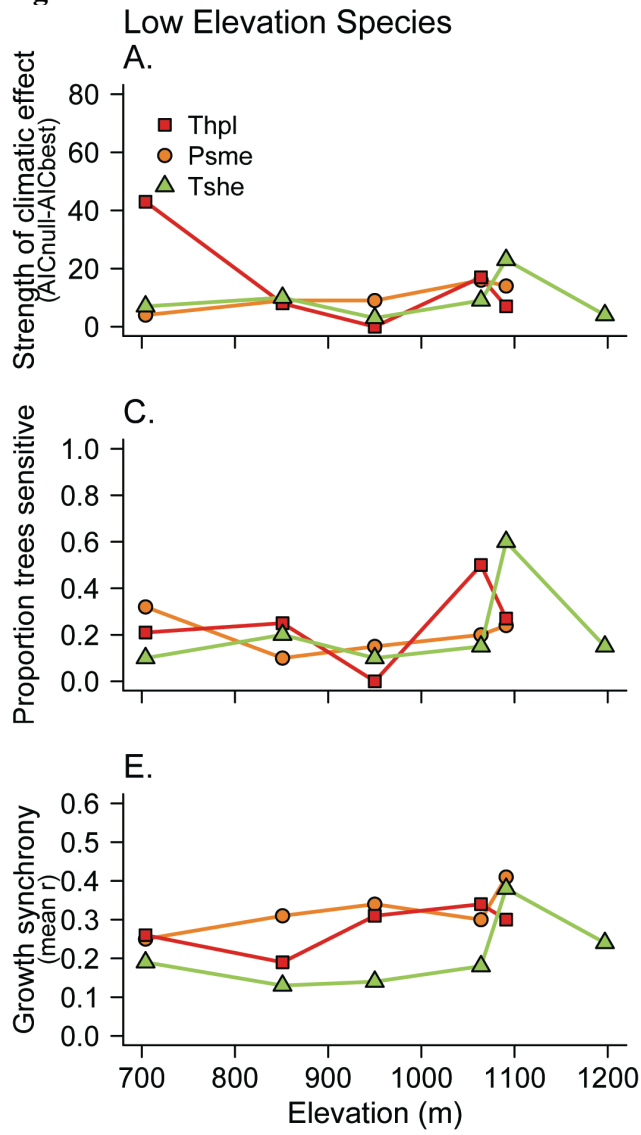 Low Elevation Species
A.
Strength of climatic effect
(AICnull-AICbest)
80
60
40
20
0
Thpl
Psme
Tshe
C.
Proportion trees sensitive
1.0
0.8
0.6
0.4
0.2
0.0
E.
Growth synchrony
(mean r)
0.6
0.5
0.4
0.3
0.2
0.1
0.0
700 800 900 1000 1100 1200
Elevation (m)